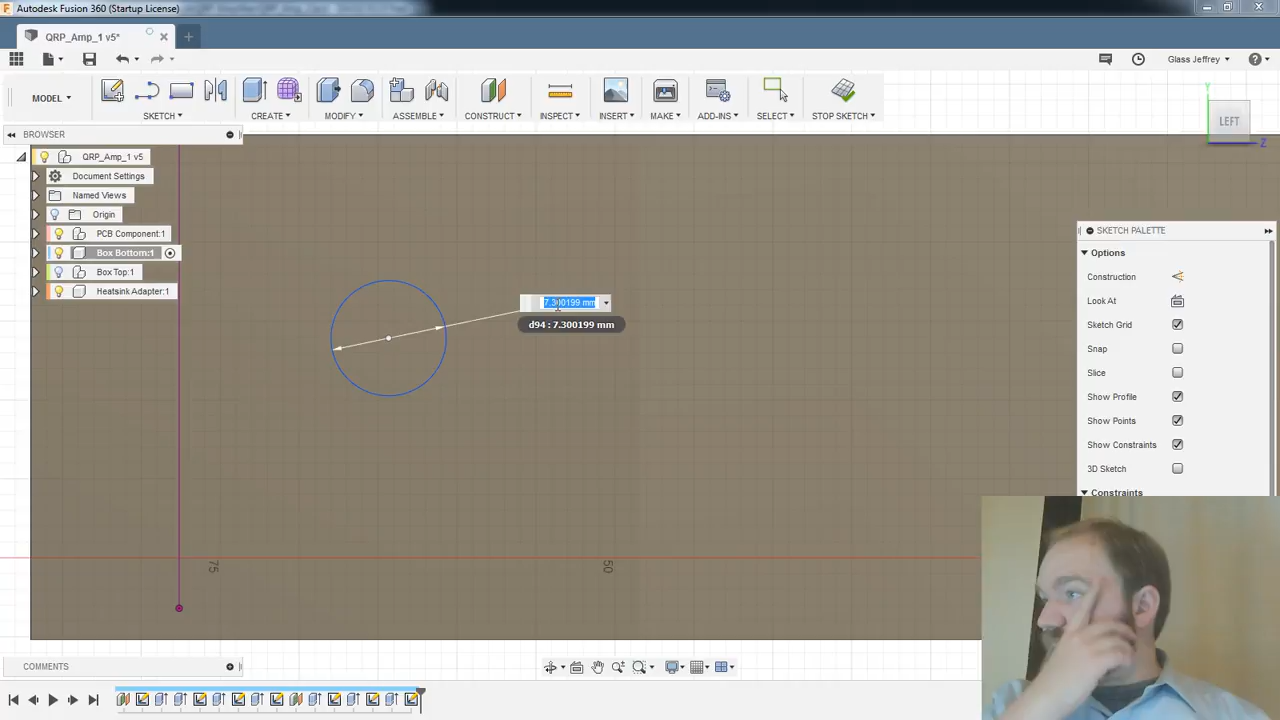 Autodesk Fusion 360 (Startup License)
QRP_Amp_1 v5*
Glass Jeffrey
MODEL
SKETCH
CREATE
MODIFY
ASSEMBLE
CONSTRUCT
INSPECT
INSERT
MAKE
ADD-INS
SELECT
STOP SKETCH
BROWSER
QRP_Amp_1 v5
Document Settings
Named Views
Origin
PCB Component:1
Box Bottom:1
Box Top:1
Heatsink Adapter:1
Y
LEFT
Z
7.300199 mm
d94 : 7.300199 mm
75
50
SKETCH PALETTE
Options
Construction
Look At
Sketch Grid
Snap
Slice
Show Profile
Show Points
Show Constraints
3D Sketch
Constraints
COMMENTS